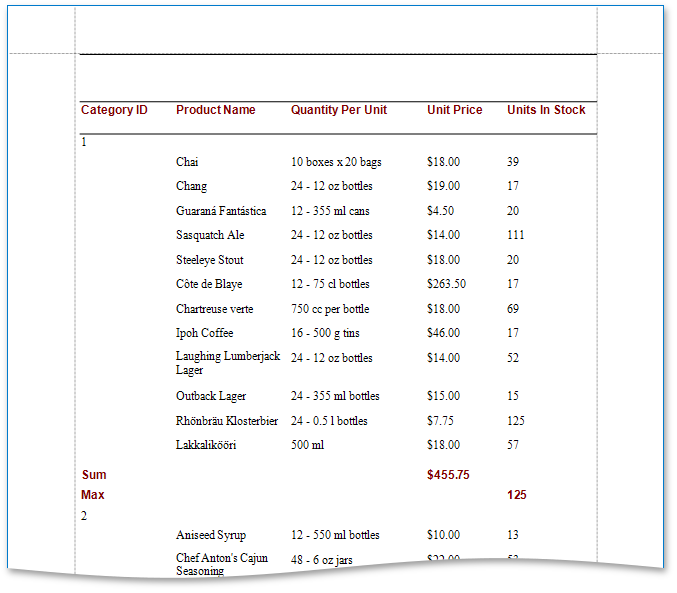 Category ID Product Name Quantity Per Unit Unit Price Units In Stock
1
Chai 10 boxes x 20 bags $18.00 39
Chang 24 - 12 oz bottles $19.00 17
Guaraná Fantástica 12 - 355 ml cans $4.50 20
Sasquatch Ale 24 - 12 oz bottles $14.00 111
Steeleye Stout 24 - 12 oz bottles $18.00 20
Côte de Blaye 12 - 75 cl bottles $263.50 17
Chartreuse verte 750 cc per bottle $18.00 69
Ipoh Coffee 16 - 500 g tins $46.00 17
Laughing Lumberjack 24 - 12 oz bottles $14.00 52
Lager
Outback Lager 24 - 355 ml bottles $15.00 15
Rhönbräu Klosterbier 24 - 0.5 l bottles $7.75 125
Lakkalikööri 500 ml $18.00 57
Sum $455.75
Max 125
2
Aniseed Syrup 12 - 550 ml bottles $10.00 13
Chef Anton's Cajun 48 - 6 oz jars
Seasoning